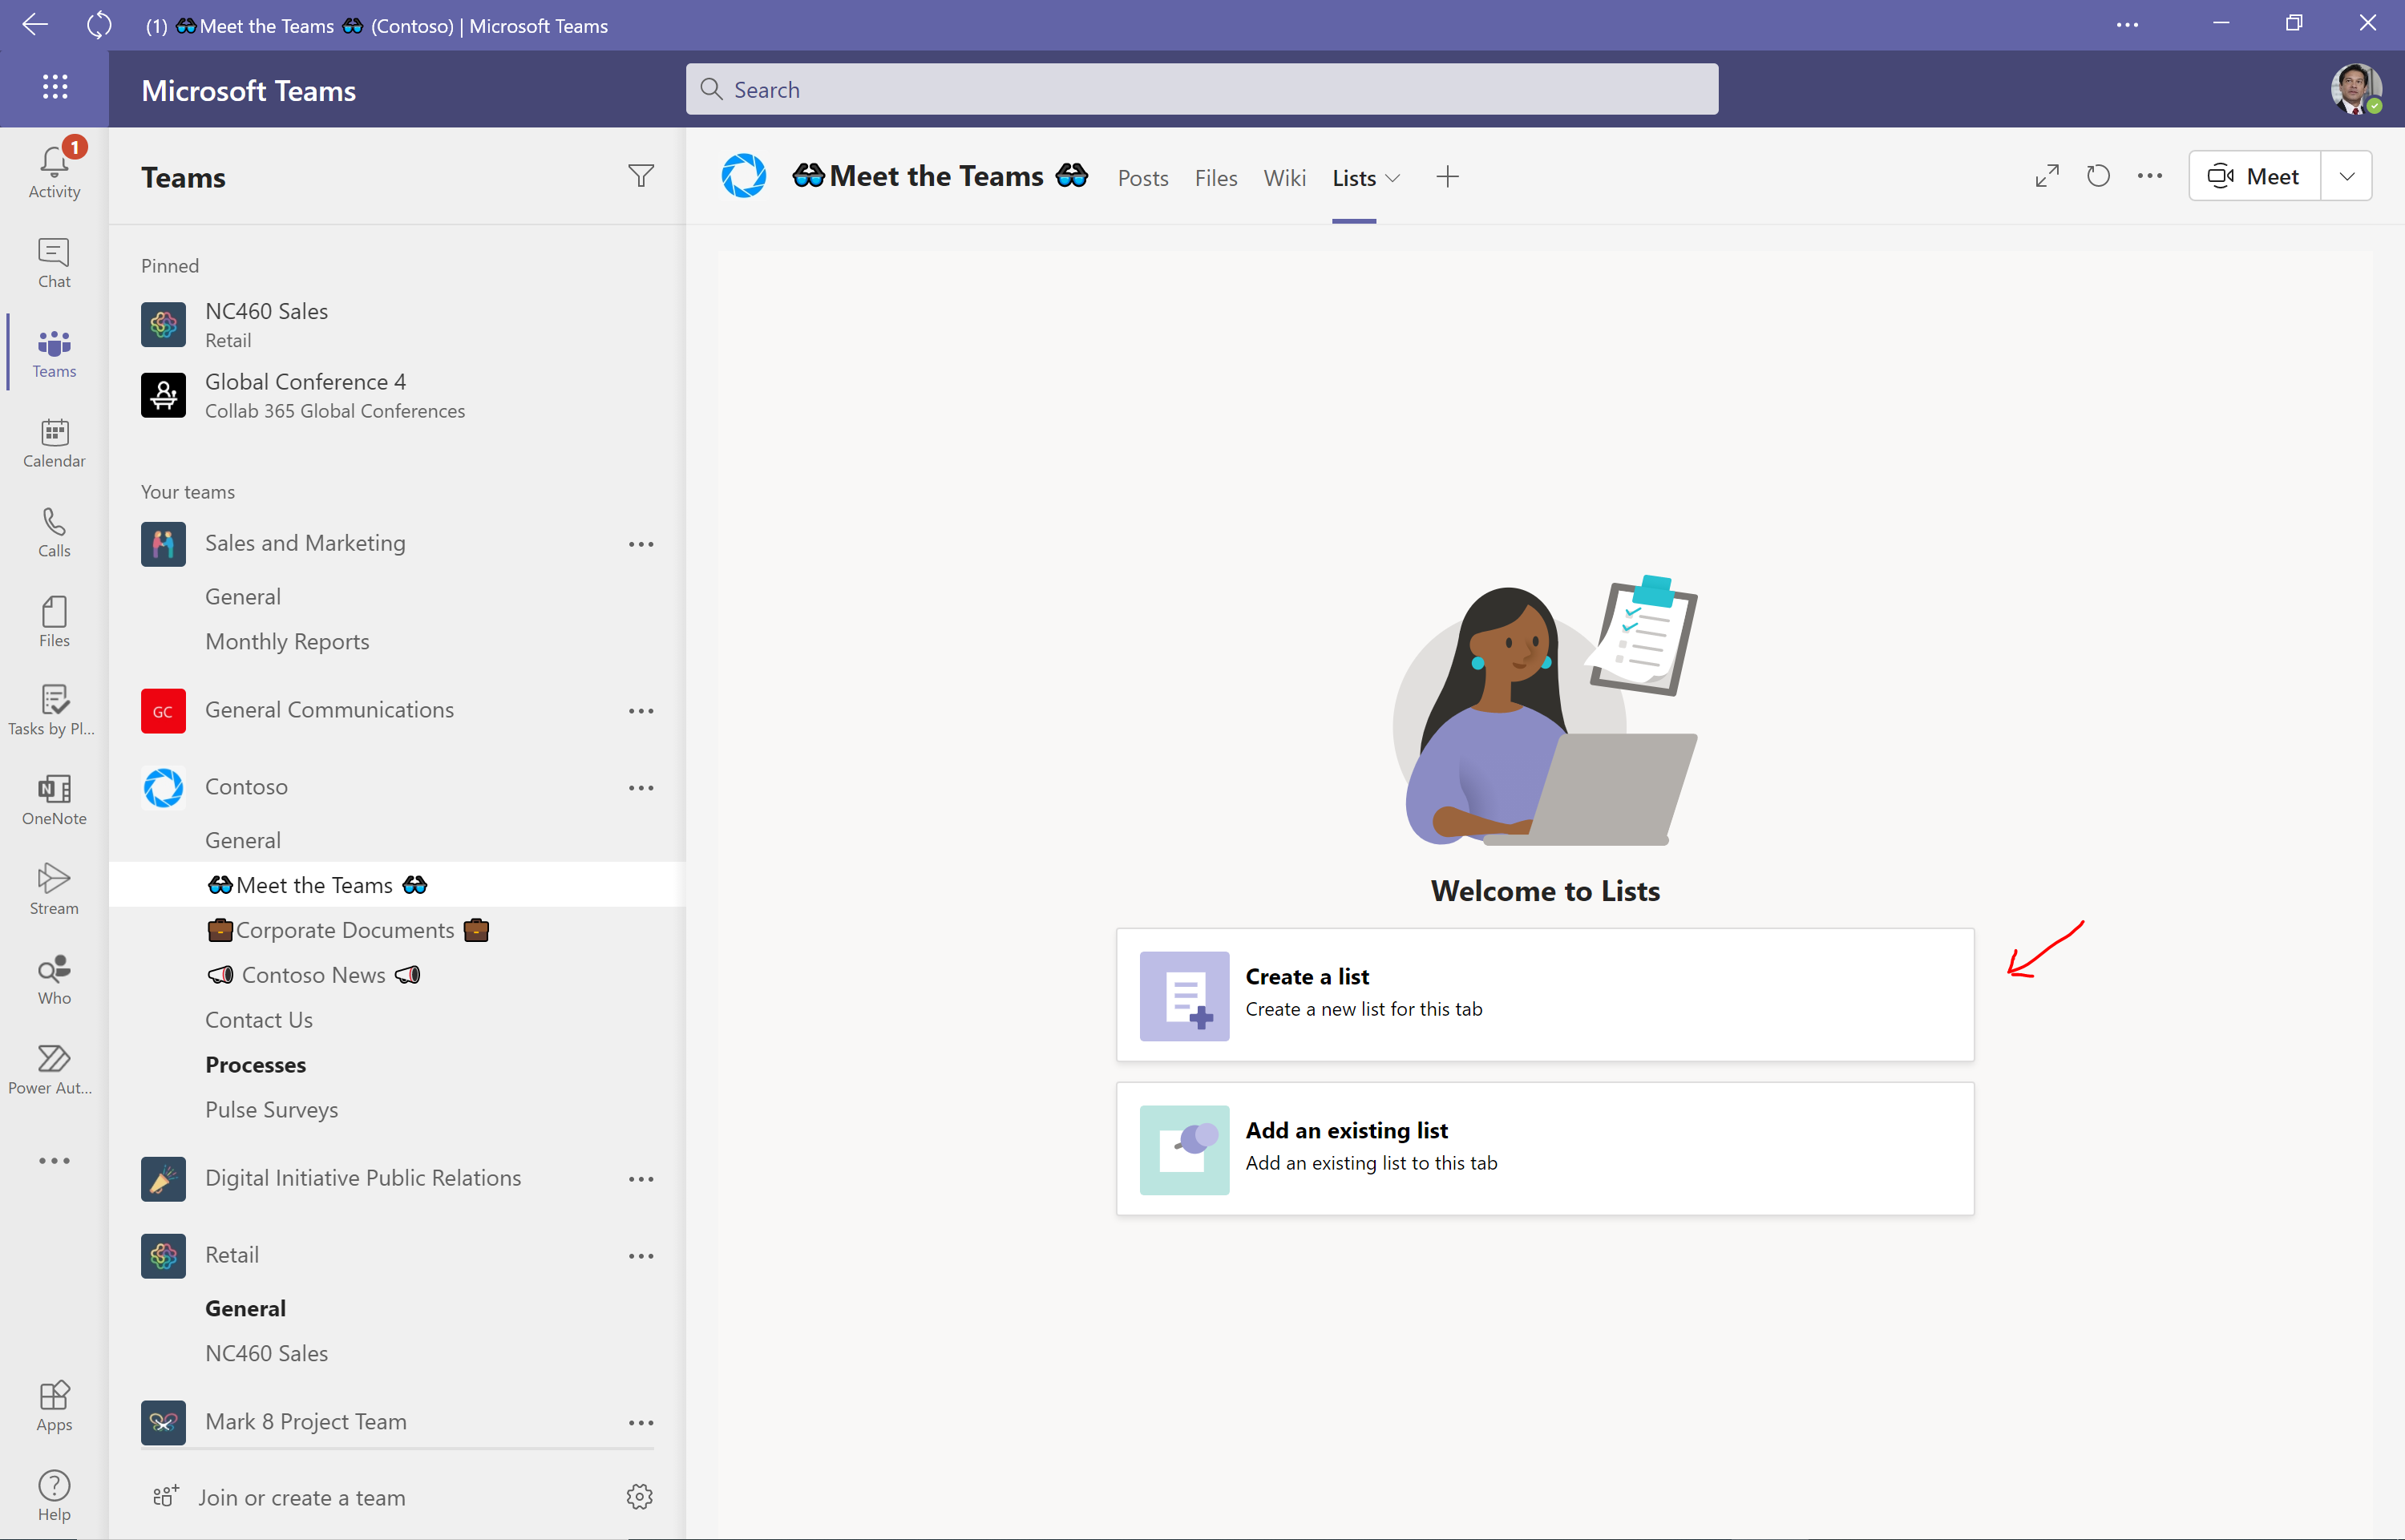 (1) 🕶Meet the Teams 🕶 (Contoso) | Microsoft Teams
Microsoft Teams
Search
1
Activity
Chat
Teams
Calendar
Calls
Files
Tasks by Pl...
OneNote
Stream
Who
Power Aut...
Apps
Help
Teams
Pinned
NC460 Sales
Retail
Global Conference 4
Collab 365 Global Conferences
Your teams
Sales and Marketing
General
Monthly Reports
GC General Communications
Contoso
General
🕶Meet the Teams 🕶
💼Corporate Documents 💼
📢 Contoso News 📢
Contact Us
Processes
Pulse Surveys
Digital Initiative Public Relations
Retail
General
NC460 Sales
Mark 8 Project Team
Join or create a team
🕶Meet the Teams 🕶 Posts Files Wiki Lists
Meet
Welcome to Lists
Create a list
Create a new list for this tab
Add an existing list
Add an existing list to this tab